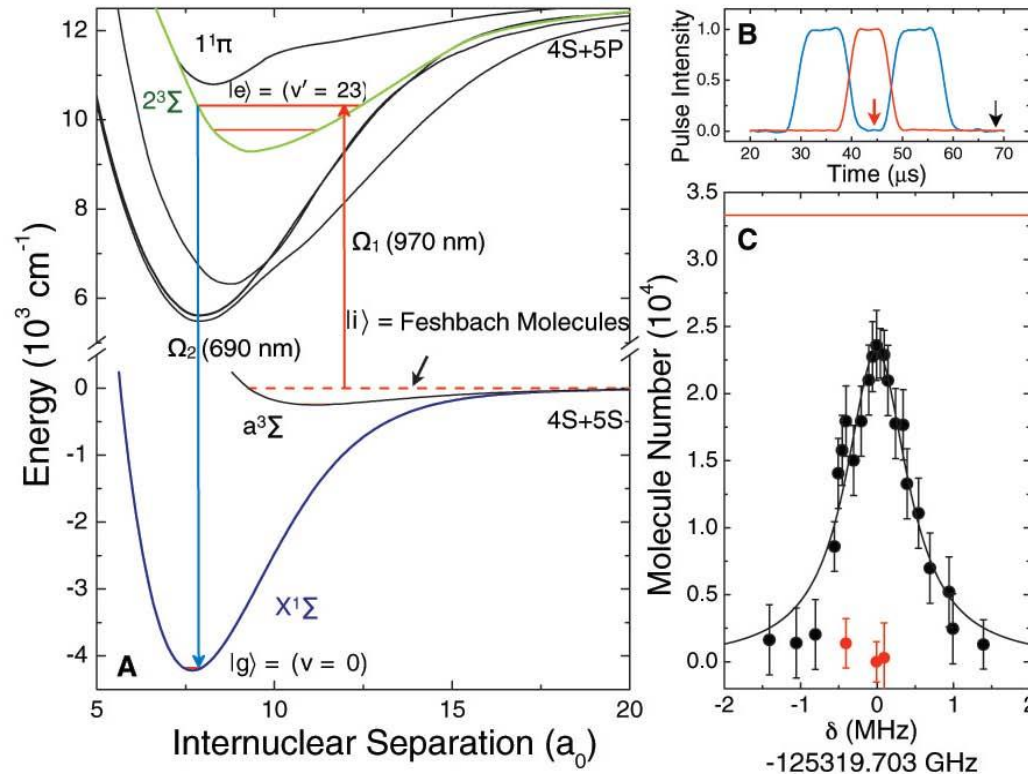 12
10
8
6
0
-1
-2
-3
-4
Energy (10³ cm⁻¹)
1¹π
4S+5P
|e⟩ = (v' = 23)
2³Σ
Ω₁ (970 nm)
|i⟩ = Feshbach Molecules
Ω₂ (690 nm)
a³Σ
4S+5S
X¹Σ
A
|g⟩ = (v = 0)
5
10
15
20
Internuclear Separation (a₀)
B
Pulse Intensity
1.0
0.5
0.0
20 30 40 50 60 70
Time (μs)
C
Molecule Number (10⁴)
3.5
3.0
2.5
2.0
1.5
1.0
0.5
0.0
-2 -1 0 1 2
δ (MHz)
-125319.703 GHz